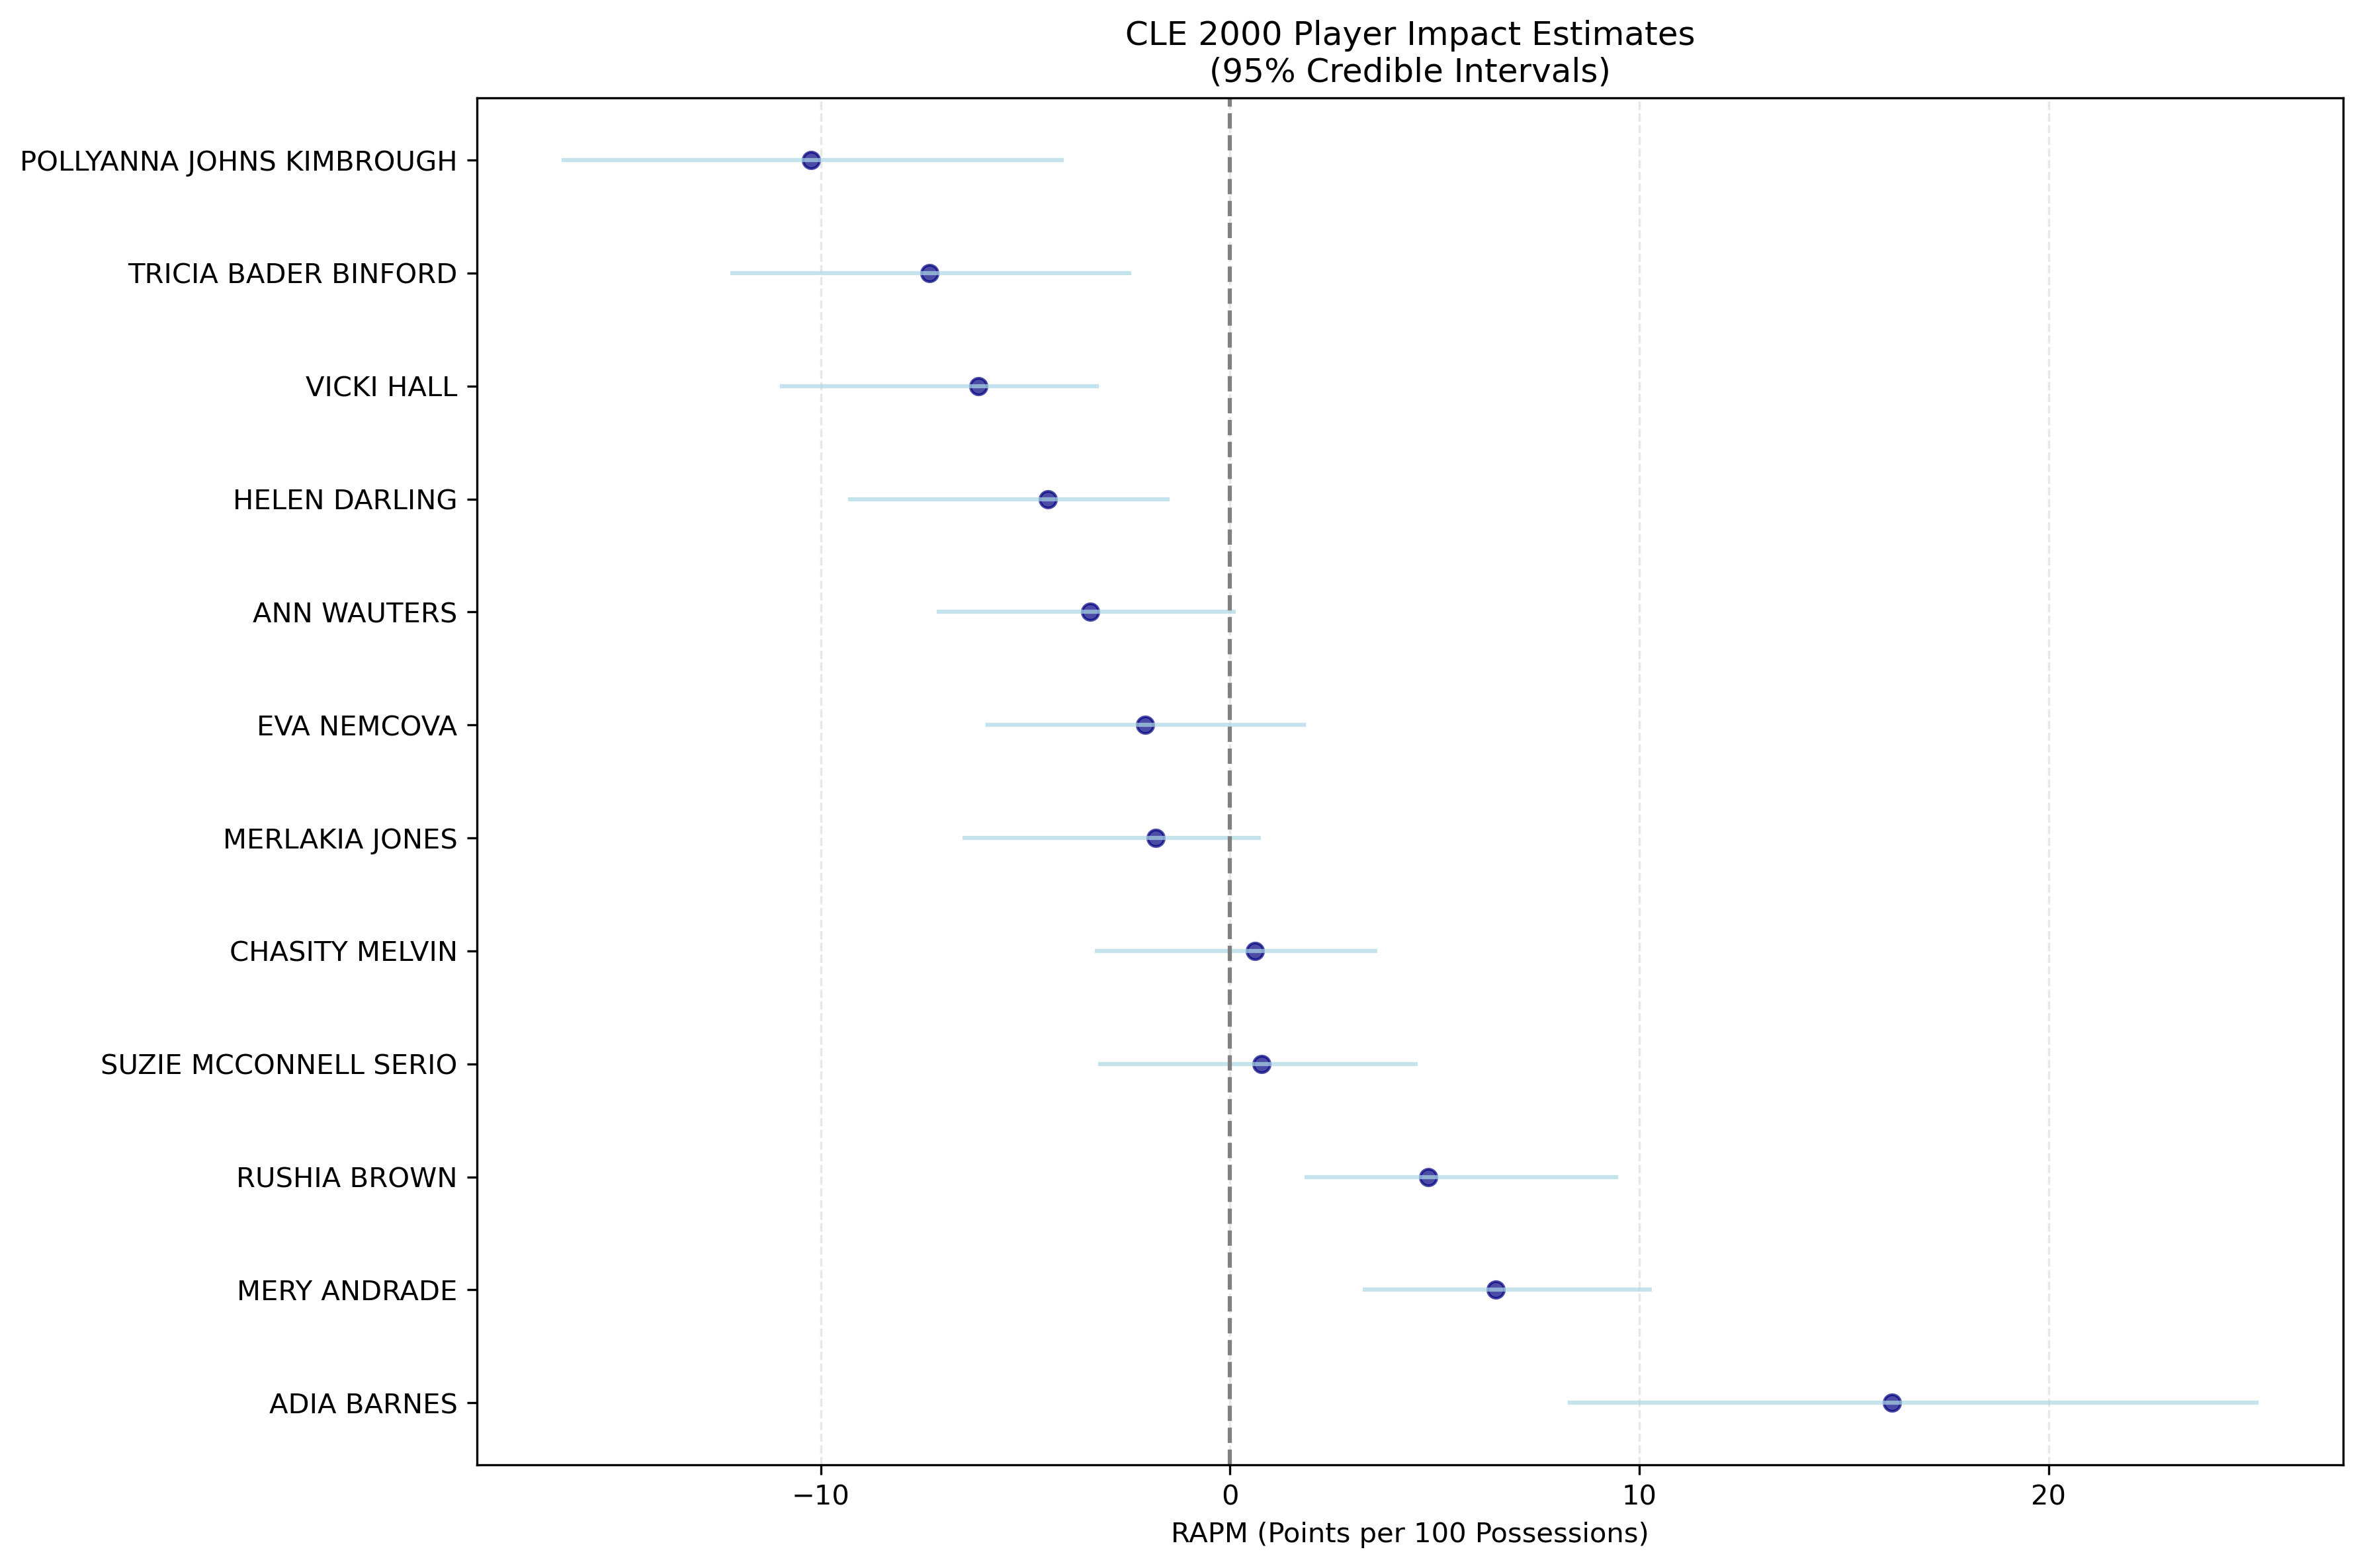 CLE 2000 Player Impact Estimates
(95% Credible Intervals)
POLLYANNA JOHNS KIMBROUGH
TRICIA BADER BINFORD
VICKI HALL
HELEN DARLING
ANN WAUTERS
EVA NEMCOVA
MERLAKIA JONES
CHASITY MELVIN
SUZIE MCCONNELL SERIO
RUSHIA BROWN
MERY ANDRADE
ADIA BARNES
−10 0 10 20
RAPM (Points per 100 Possessions)